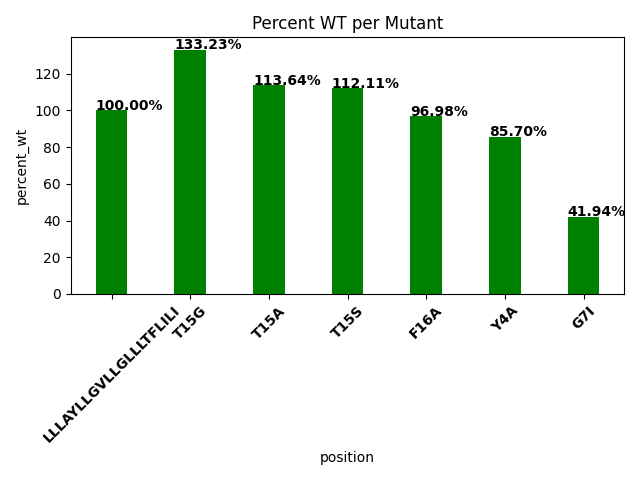 Percent WT per Mutant
percent_wt
120
100
80
60
40
20
0
100.00%
133.23%
113.64%
112.11%
96.98%
85.70%
41.94%
LLLAYLLGVLLGLLLTFLILI
T15G
T15A
T15S
F16A
Y4A
G7I
position